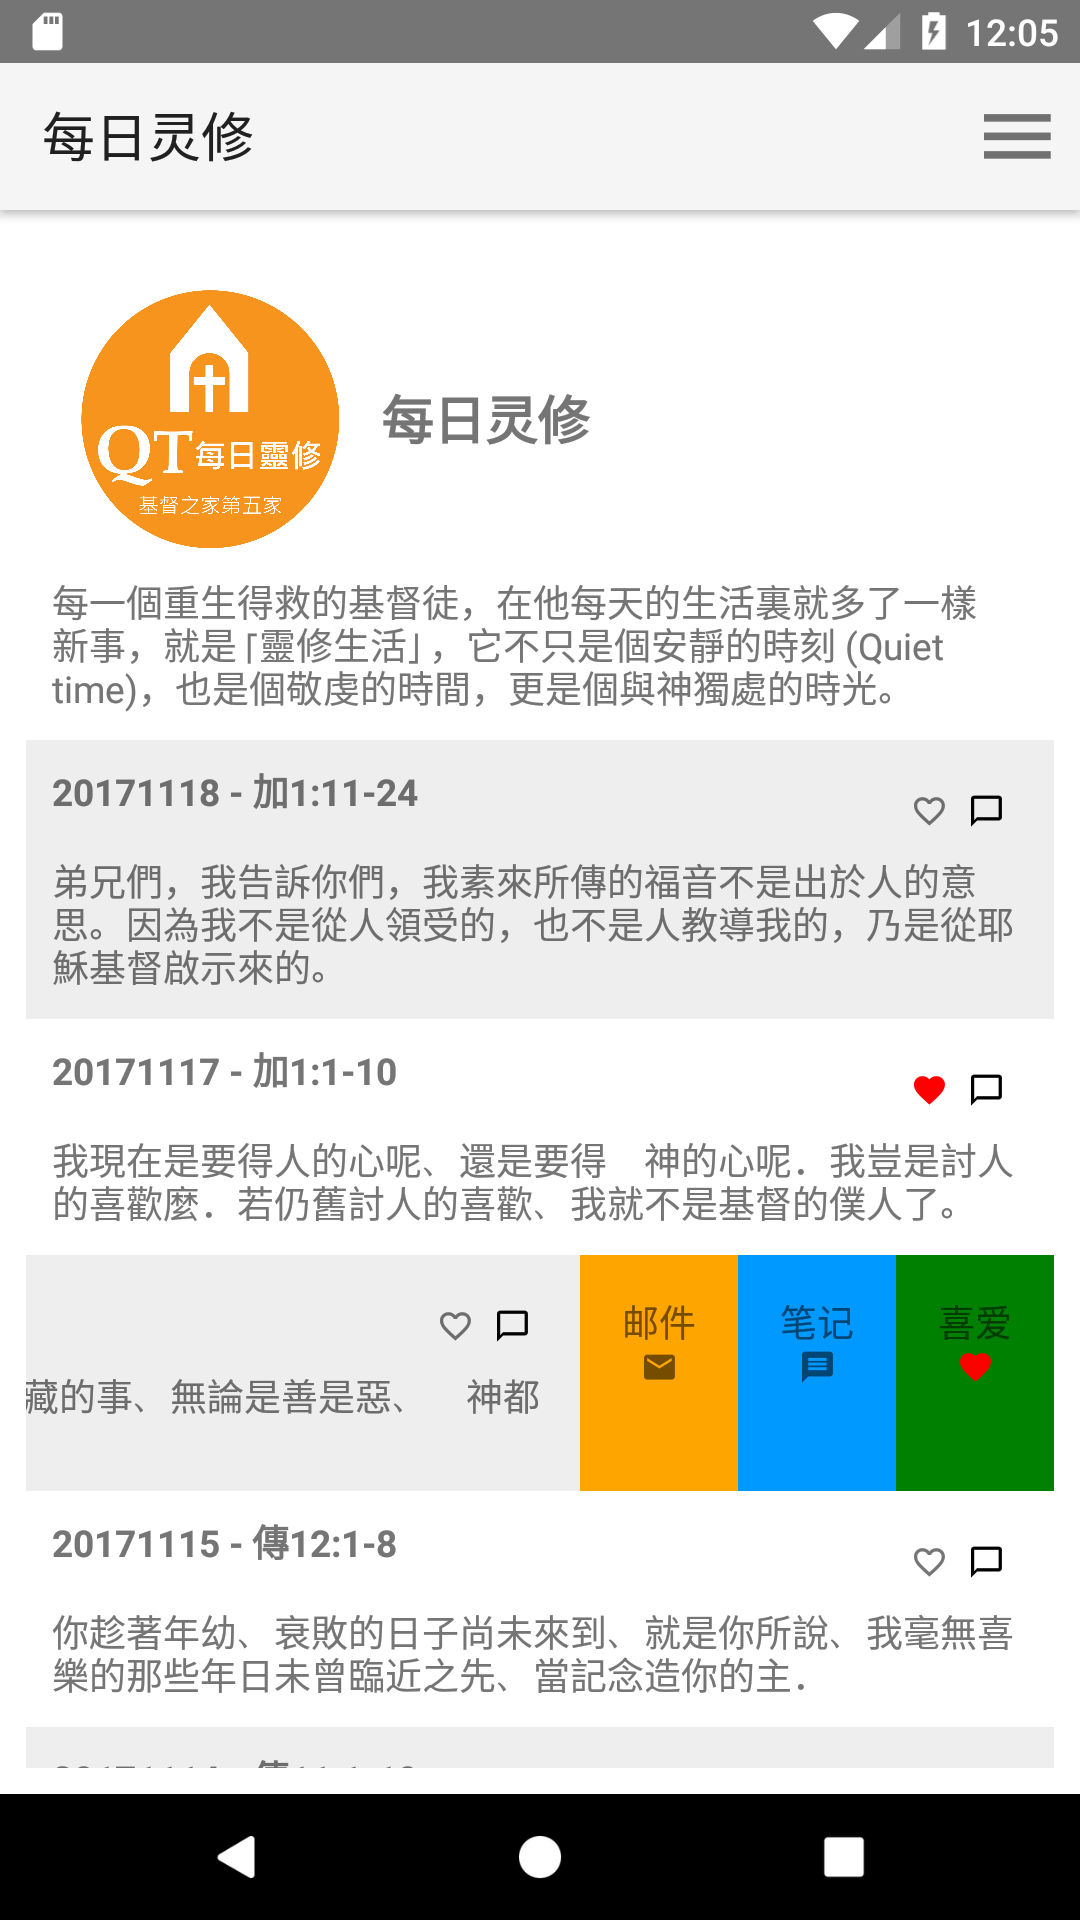 12:05
每日灵修
QT每日靈修
基督之家第五家
每日灵修
每一個重生得救的基督徒，在他每天的生活裏就多了一樣
新事，就是「靈修生活」，它不只是個安靜的時刻 (Quiet
time)，也是個敬虔的時間，更是個與神獨處的時光。
20171118 - 加1:11-24
弟兄們，我告訴你們，我素來所傳的福音不是出於人的意
思。因為我不是從人領受的，也不是人教導我的，乃是從耶
穌基督啟示來的。
20171117 - 加1:1-10
我現在是要得人的心呢、還是要得　神的心呢．我豈是討人
的喜歡麼．若仍舊討人的喜歡、我就不是基督的僕人了。
邮件
笔记
喜爱
藏的事、無論是善是惡、　神都
20171115 - 傳12:1-8
你趁著年幼、衰敗的日子尚未來到、就是你所說、我毫無喜
樂的那些年日未曾臨近之先、當記念造你的主．